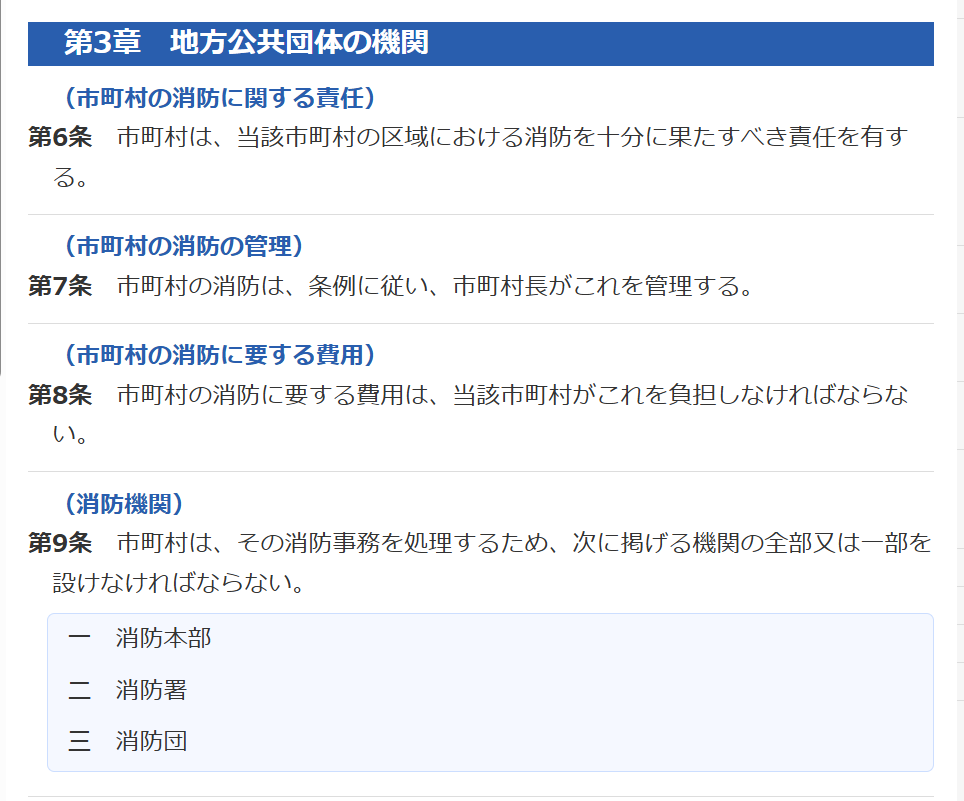 第3章　地方公共団体の機関
（市町村の消防に関する責任）
第6条　市町村は、当該市町村の区域における消防を十分に果たすべき責任を有す
る。
（市町村の消防の管理）
第7条　市町村の消防は、条例に従い、市町村長がこれを管理する。
（市町村の消防に要する費用）
第8条　市町村の消防に要する費用は、当該市町村がこれを負担しなければならな
い。
（消防機関）
第9条　市町村は、その消防事務を処理するため、次に掲げる機関の全部又は一部を
設けなければならない。
一　消防本部
二　消防署
三　消防団